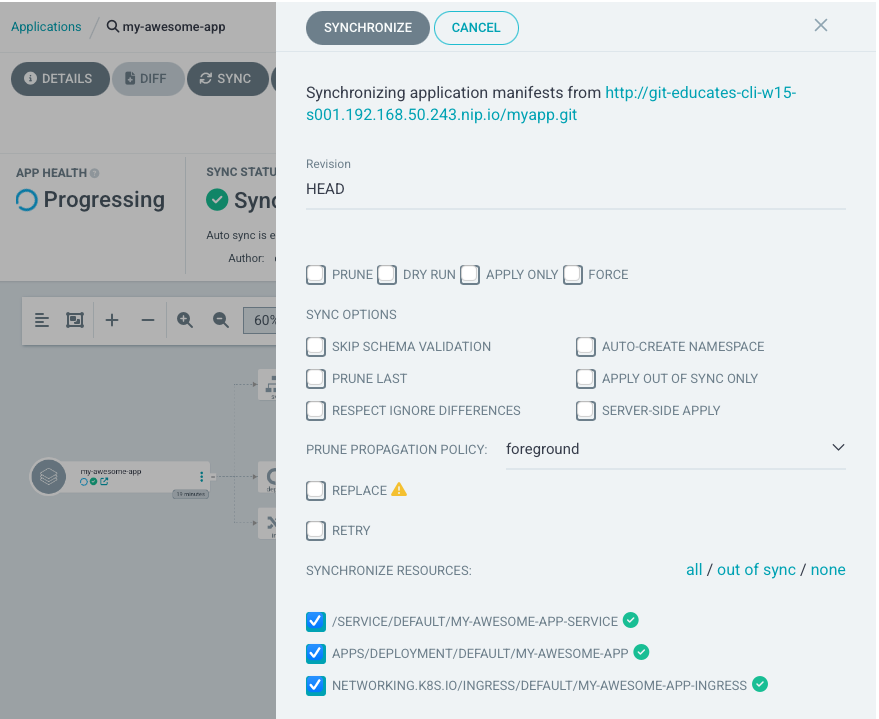 Applications / my-awesome-app
DETAILS DIFF SYNC
APP HEALTH
Progressing
SYNC STATU
Sync
Auto sync is e
Author:
60%
my-awesome-app
39 minutes
SYNCHRONIZE CANCEL
Synchronizing application manifests from http://git-educates-cli-w15-
s001.192.168.50.243.nip.io/myapp.git
Revision
HEAD
PRUNE DRY RUN APPLY ONLY FORCE
SYNC OPTIONS
SKIP SCHEMA VALIDATION AUTO-CREATE NAMESPACE
PRUNE LAST APPLY OUT OF SYNC ONLY
RESPECT IGNORE DIFFERENCES SERVER-SIDE APPLY
PRUNE PROPAGATION POLICY: foreground
REPLACE
RETRY
SYNCHRONIZE RESOURCES: all / out of sync / none
/SERVICE/DEFAULT/MY-AWESOME-APP-SERVICE
APPS/DEPLOYMENT/DEFAULT/MY-AWESOME-APP
NETWORKING.K8S.IO/INGRESS/DEFAULT/MY-AWESOME-APP-INGRESS